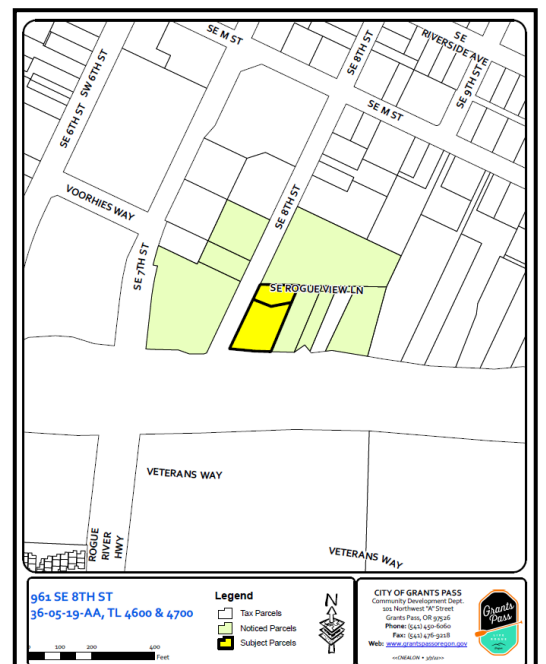 SE M ST
SE
RIVERSIDE AVE
SE 8TH ST
SE 9TH ST
SW 6TH ST
SE 6TH ST
SE M ST
VOORHIES WAY
SE 8TH ST
SE 7TH ST
SE ROGUE VIEW LN
VETERANS WAY
ROGUE
RIVER
HWY
VETERANS WAY
961 SE 8TH ST
36-05-19-AA, TL 4600 & 4700
0 100 200 400
Feet
Legend
Tax Parcels
Noticed Parcels
Subject Parcels
N
CITY OF GRANTS PASS
Community Development Dept.
101 Northwest "A" Street
Grants Pass, OR 97526
Phone: (541) 450-6060
Fax: (541) 476-9218
Web: www.grantspassoregon.gov
Grants
Pass